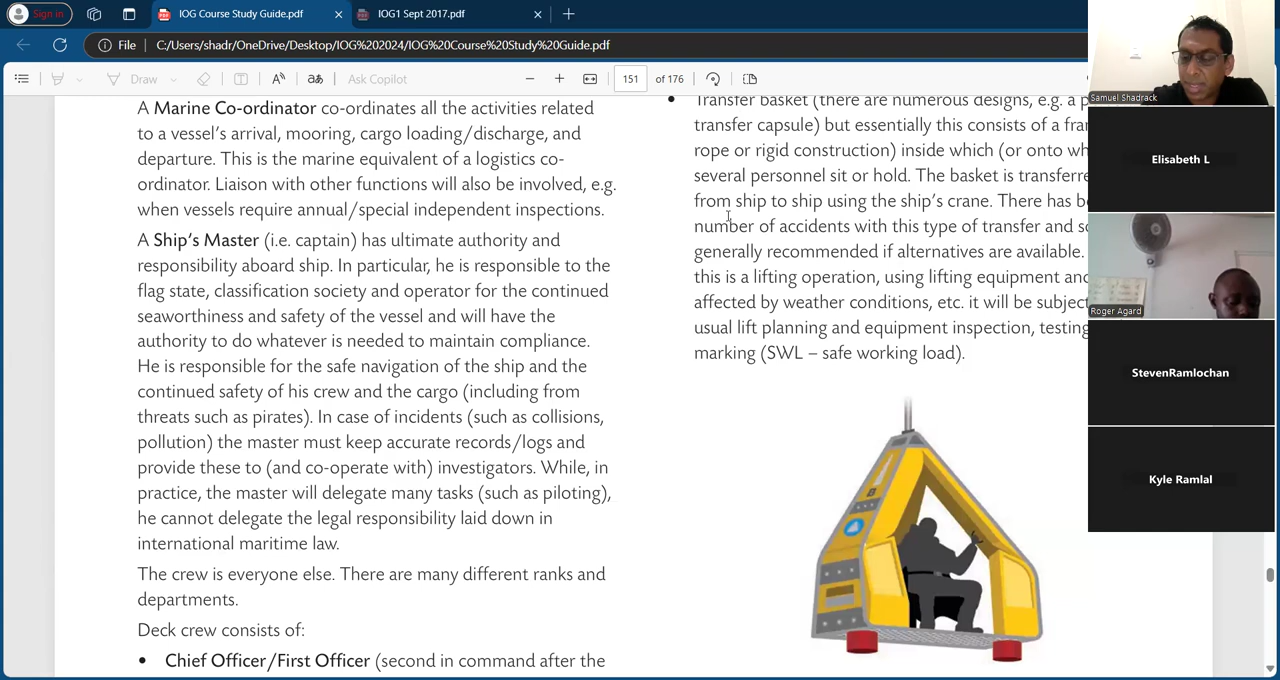 Sign in
IOG Course Study Guide.pdf
IOG1 Sept 2017.pdf
File
C:/Users/shadr/OneDrive/Desktop/IOG%202024/IOG%20Course%20Study%20Guide.pdf
Draw
Ask Copilot
151 of 176
A Marine Co-ordinator co-ordinates all the activities related
to a vessel's arrival, mooring, cargo loading/discharge, and
departure. This is the marine equivalent of a logistics co-
ordinator. Liaison with other functions will also be involved, e.g.
when vessels require annual/special independent inspections.
A Ship's Master (i.e. captain) has ultimate authority and
responsibility aboard ship. In particular, he is responsible to the
flag state, classification society and operator for the continued
seaworthiness and safety of the vessel and will have the
authority to do whatever is needed to maintain compliance.
He is responsible for the safe navigation of the ship and the
continued safety of his crew and the cargo (including from
threats such as pirates). In case of incidents (such as collisions,
pollution) the master must keep accurate records/logs and
provide these to (and co-operate with) investigators. While, in
practice, the master will delegate many tasks (such as piloting),
he cannot delegate the legal responsibility laid down in
international maritime law.
The crew is everyone else. There are many different ranks and
departments.
Deck crew consists of:
• Chief Officer/First Officer (second in command after the
• Transfer basket (there are numerous designs, e.g. a
transfer capsule) but essentially this consists of a
rope or rigid construction) inside which (or onto
several personnel sit or hold. The basket is
from ship to ship using the ship's crane. There has
number of accidents with this type of transfer and
generally recommended if alternatives are available.
this is a lifting operation, using lifting equipment
affected by weather conditions, etc. it will be
usual lift planning and equipment inspection,
marking (SWL – safe working load).
Samuel Shadrack
Elisabeth L
Roger Agard
StevenRamlochan
Kyle Ramlal